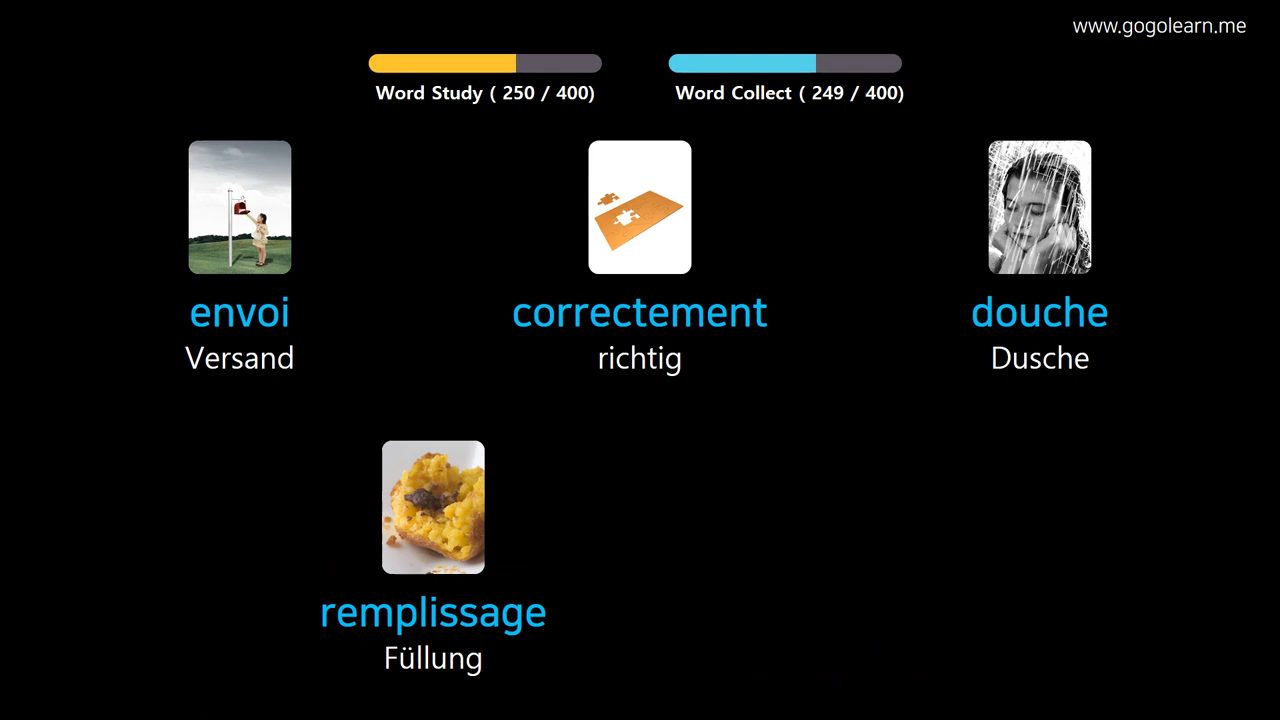 www.gogolearn.me
Word Study ( 250 / 400)
Word Collect ( 249 / 400)
envoi
Versand
correctement
richtig
douche
Dusche
remplissage
Füllung